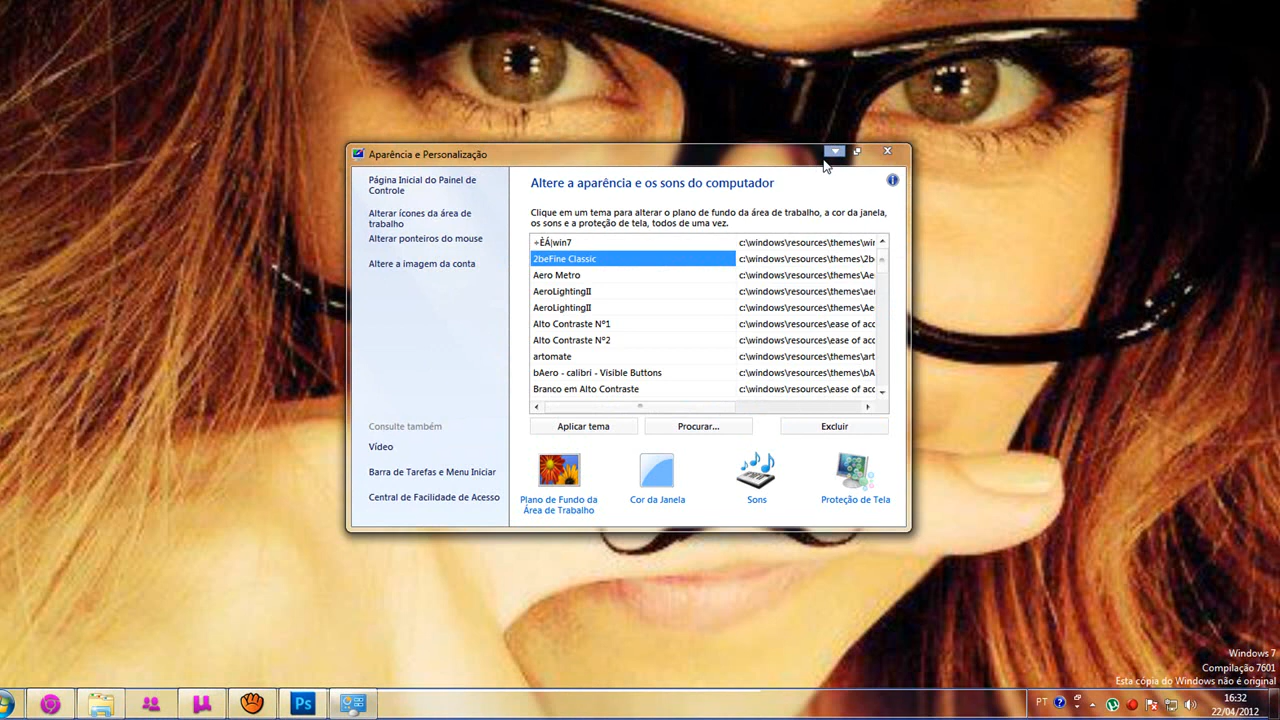 Aparência e Personalização
Página Inicial do Painel de
Controle
Alterar ícones da área de
trabalho
Alterar ponteiros do mouse
Altere a imagem da conta
Consulte também
Vídeo
Barra de Tarefas e Menu Iniciar
Central de Facilidade de Acesso
Altere a aparência e os sons do computador
Clique em um tema para alterar o plano de fundo da área de trabalho, a cor da janela,
os sons e a proteção de tela, todos de uma vez.
÷ÈÁ|win7 c:\windows\resources\themes\win
2beFine Classic c:\windows\resources\themes\2be
Aero Metro c:\windows\resources\themes\Ae
AeroLightingII c:\windows\resources\themes\aer
AeroLightingII c:\windows\resources\themes\Aer
Alto Contraste Nº1 c:\windows\resources\ease of acc
Alto Contraste Nº2 c:\windows\resources\ease of acc
artomate c:\windows\resources\themes\art
bAero - calibri - Visible Buttons c:\windows\resources\themes\bA
Branco em Alto Contraste c:\windows\resources\ease of acc
Aplicar tema Procurar... Excluir
Plano de Fundo da
Área de Trabalho
Cor da Janela
Sons
Proteção de Tela
Windows 7
Compilação 7601
Esta cópia do Windows não é original
Ps
PT
16:32
22/04/2012